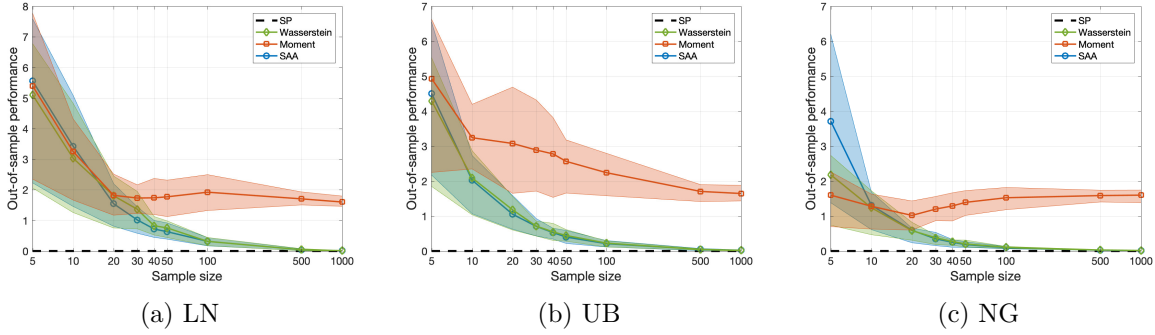 8
7
6
5
4
3
2
1
0
Out-of-sample performance
SP
Wasserstein
Moment
SAA
5 10 20 30 40 50 100 500 1000
Sample size
(a) LN
7
6
5
4
3
2
1
0
Out-of-sample performance
SP
Wasserstein
Moment
SAA
5 10 20 30 40 50 100 500 1000
Sample size
(b) UB
7
6
5
4
3
2
1
0
Out-of-sample performance
SP
Wasserstein
Moment
SAA
5 10 20 30 40 50 100 500 1000
Sample size
(c) NG